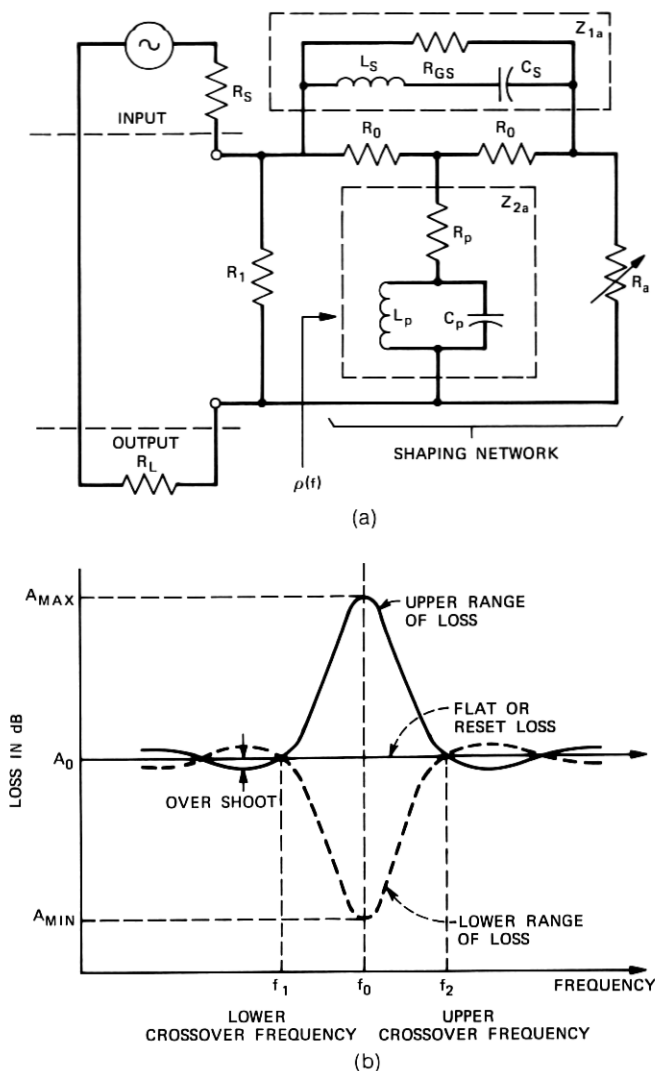 Z1a
LS
RGS
CS
RS
INPUT
R0
R0
Z2a
Rp
R1
Lp
Cp
Ra
OUTPUT
RL
SHAPING NETWORK
ρ(f)
(a)
AMAX
UPPER RANGE
OF LOSS
FLAT OR
RESET LOSS
LOSS IN dB
A0
OVER SHOOT
AMIN
LOWER RANGE
OF LOSS
f1
f0
f2
FREQUENCY
LOWER
CROSSOVER FREQUENCY
UPPER
CROSSOVER FREQUENCY
(b)